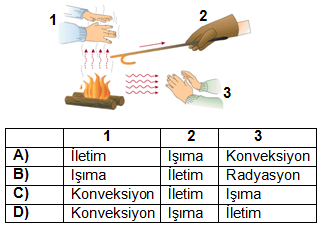 1
2
3
1 2 3
A) İletim Işıma Konveksiyon
B) Işıma İletim Radyasyon
C) Konveksiyon İletim Işıma
D) Konveksiyon Işıma İletim